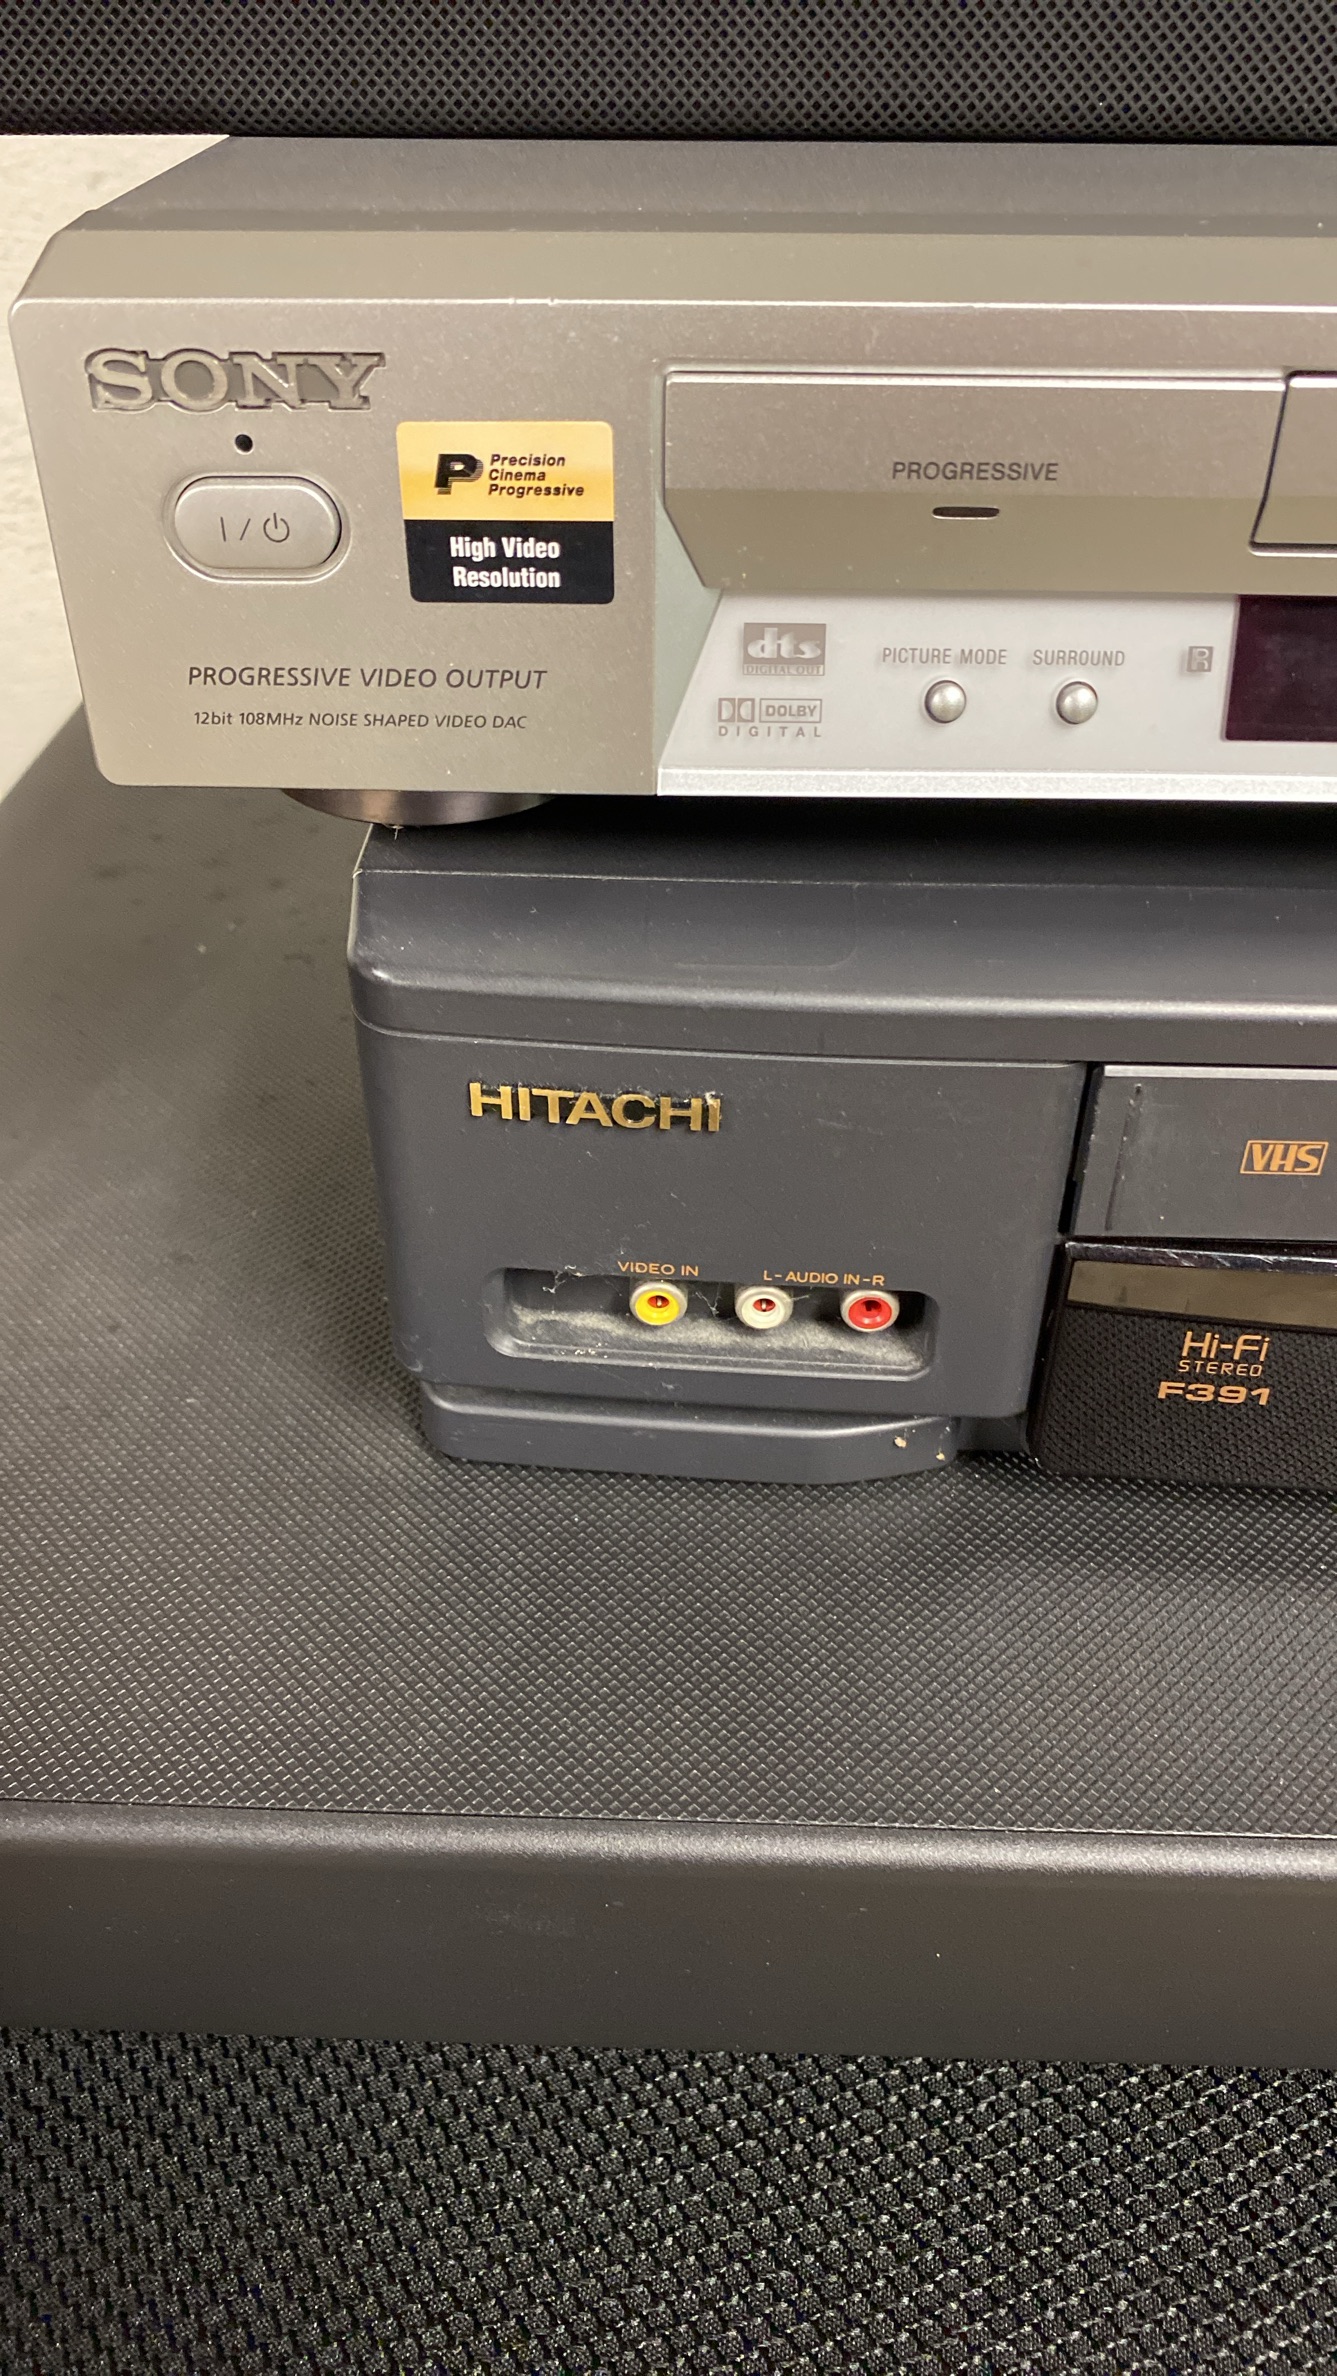 SONY
Precision
Cinema
Progressive
High Video
Resolution
I / 
PROGRESSIVE
PROGRESSIVE VIDEO OUTPUT
12bit 108MHz NOISE SHAPED VIDEO DAC
dts
DIGITAL OUT
DOLBY
DIGITAL
PICTURE MODE
SURROUND
R
HITACHI
VHS
VIDEO IN
L-AUDIO IN-R
Hi-Fi
STEREO
F391